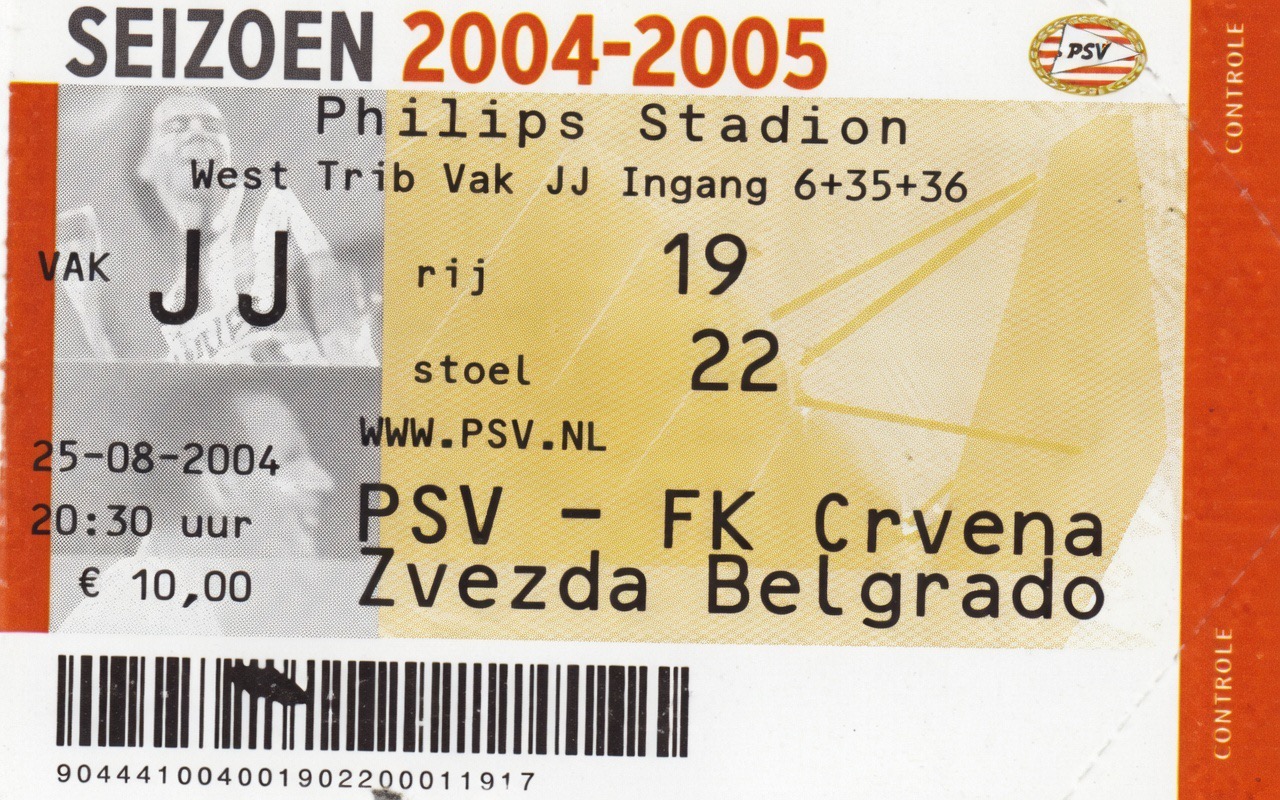 SEIZOEN 2004-2005
PSV
CONTROLE
Philips Stadion
West Trib Vak JJ Ingang 6+35+36
VAK JJ rij 19
stoel 22
WWW.PSV.NL
25-08-2004
20:30 uur
€ 10,00
PSV - FK Crvena
Zvezda Belgrado
CONTROLE
904441004001902200011917